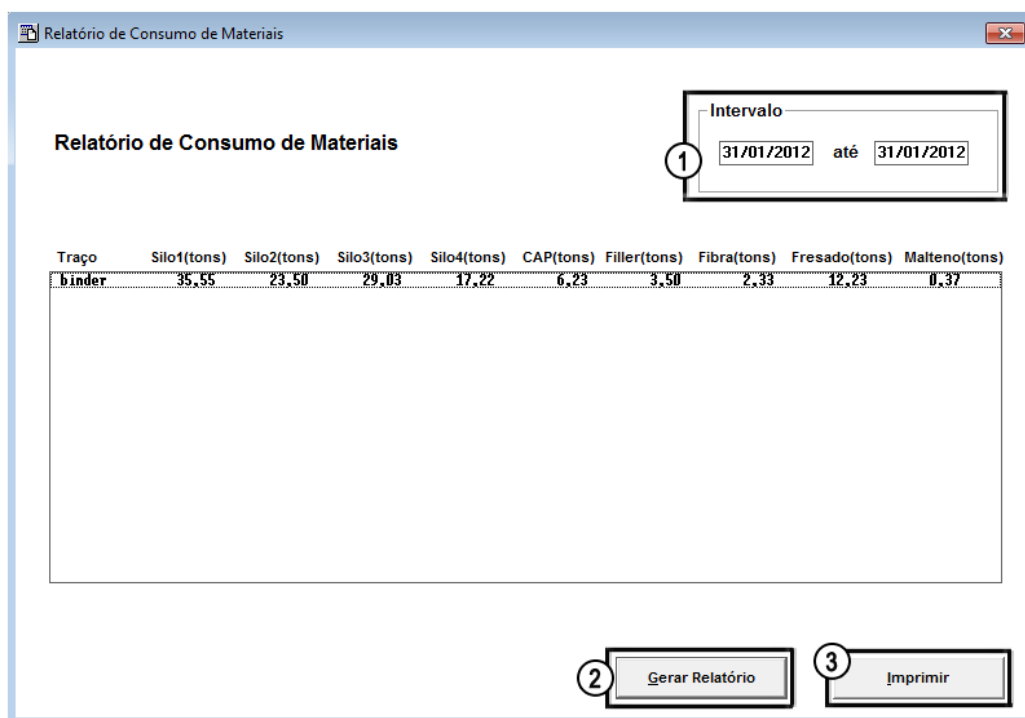 Relatório de Consumo de Materiais
Intervalo
Relatório de Consumo de Materiais
1 31/01/2012 até 31/01/2012
Traço Silo1(tons) Silo2(tons) Silo3(tons) Silo4(tons) CAP(tons) Filler(tons) Fibra(tons) Fresado(tons) Malteno(tons)
binder 35,55 23,50 29,03 17,22 6,23 3,50 2,33 12,23 0,37
2 Gerar Relatório 3 Imprimir